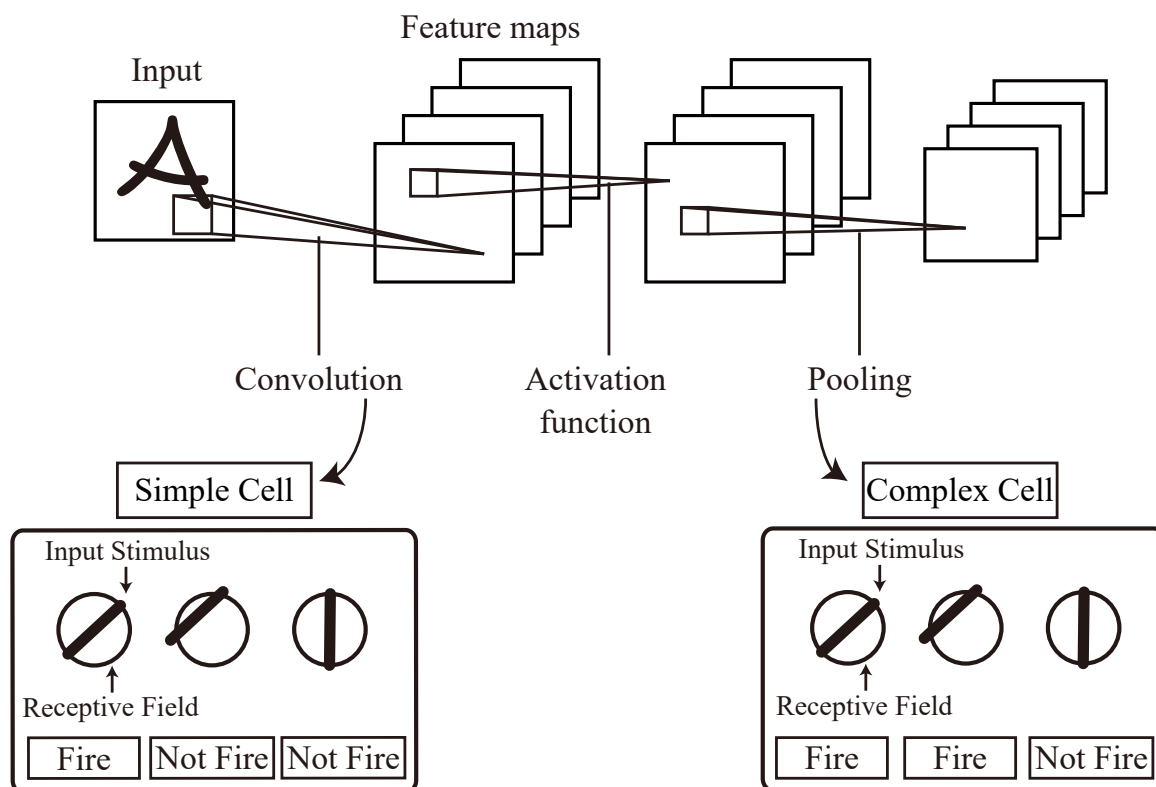 Feature maps
Input
Convolution
Activation
function
Pooling
Simple Cell
Complex Cell
Input Stimulus
Receptive Field
Fire
Not Fire
Not Fire
Input Stimulus
Receptive Field
Fire
Fire
Not Fire